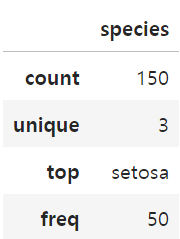 species
count 150
unique 3
top setosa
freq 50